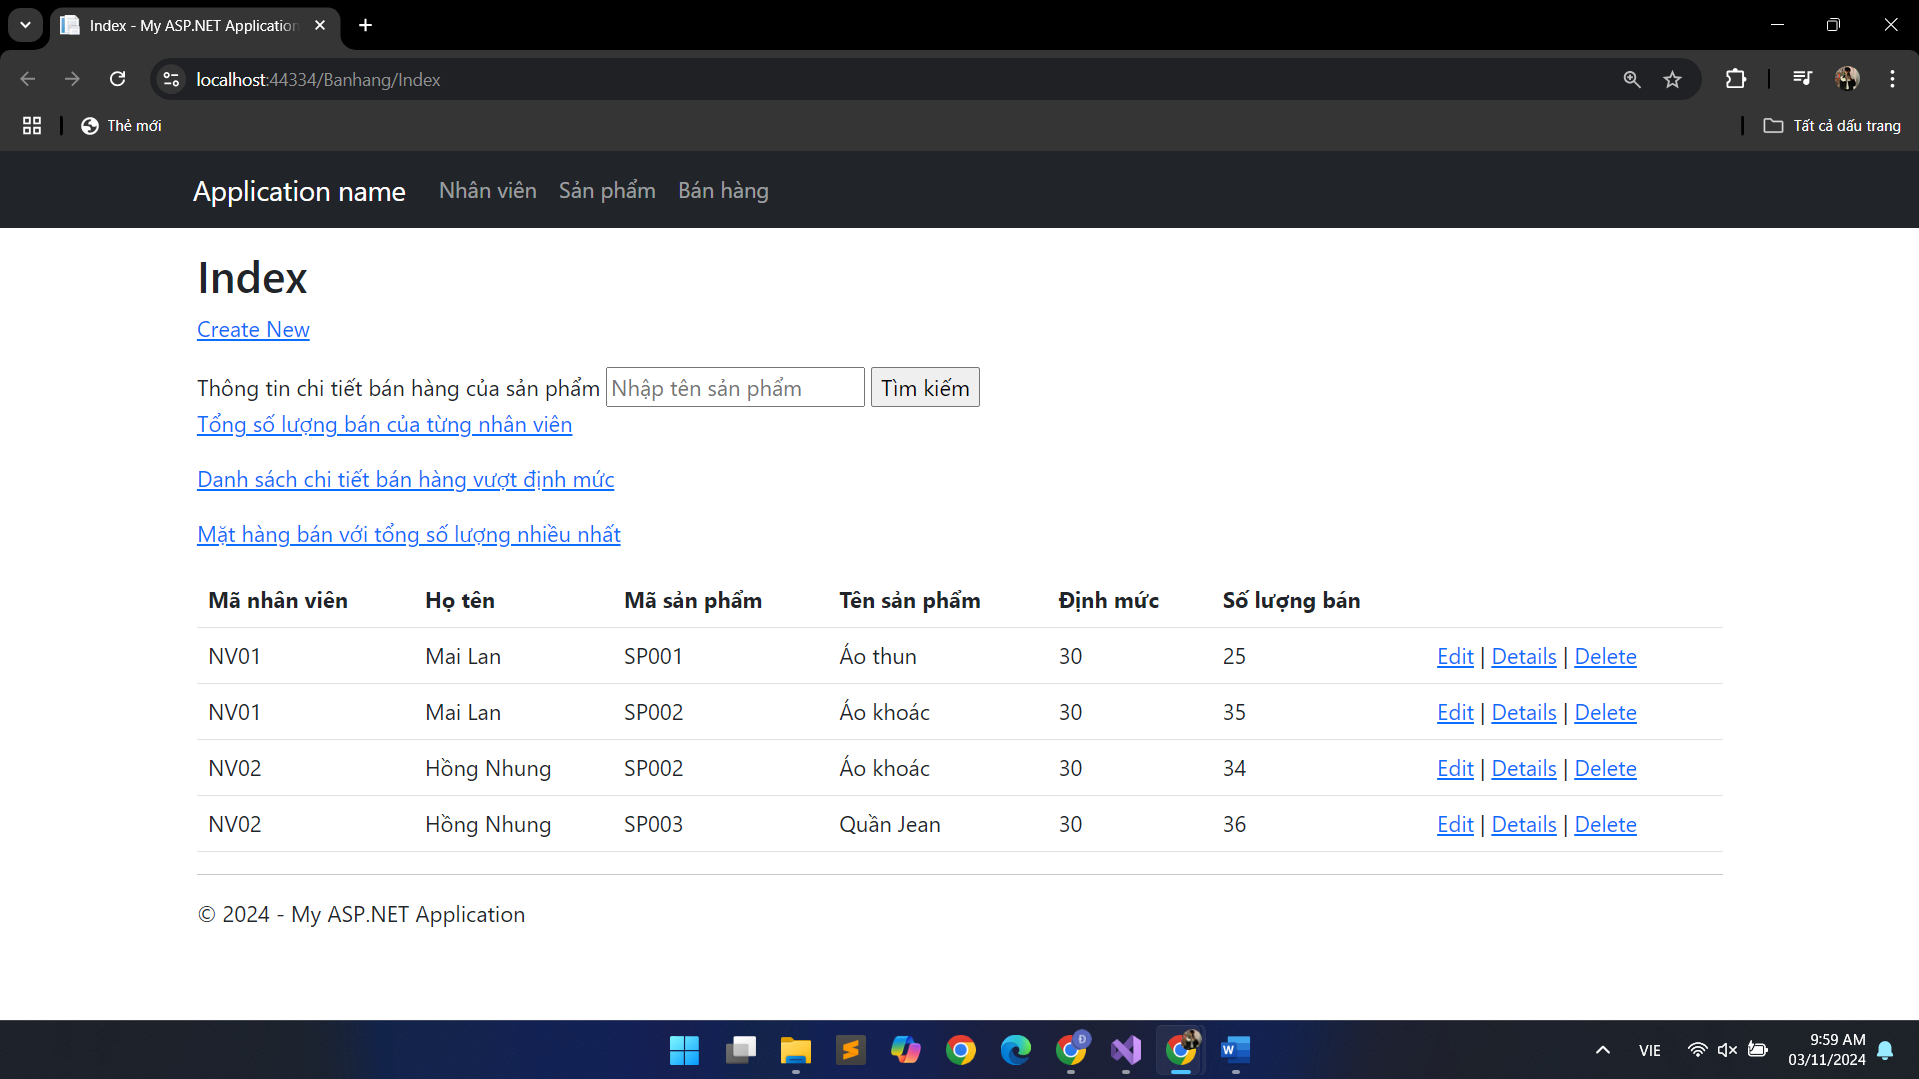 Index - My ASP.NET Application
localhost:44334/Banhang/Index
Thẻ mới
Tất cả dấu trang
Application name Nhân viên Sản phẩm Bán hàng
Index
Create New
Thông tin chi tiết bán hàng của sản phẩm Nhập tên sản phẩm Tìm kiếm
Tổng số lượng bán của từng nhân viên
Danh sách chi tiết bán hàng vượt định mức
Mặt hàng bán với tổng số lượng nhiều nhất
Mã nhân viên Họ tên Mã sản phẩm Tên sản phẩm Định mức Số lượng bán
NV01 Mai Lan SP001 Áo thun 30 25 Edit | Details | Delete
NV01 Mai Lan SP002 Áo khoác 30 35 Edit | Details | Delete
NV02 Hồng Nhung SP002 Áo khoác 30 34 Edit | Details | Delete
NV02 Hồng Nhung SP003 Quần Jean 30 36 Edit | Details | Delete
© 2024 - My ASP.NET Application
VIE
9:59 AM
03/11/2024